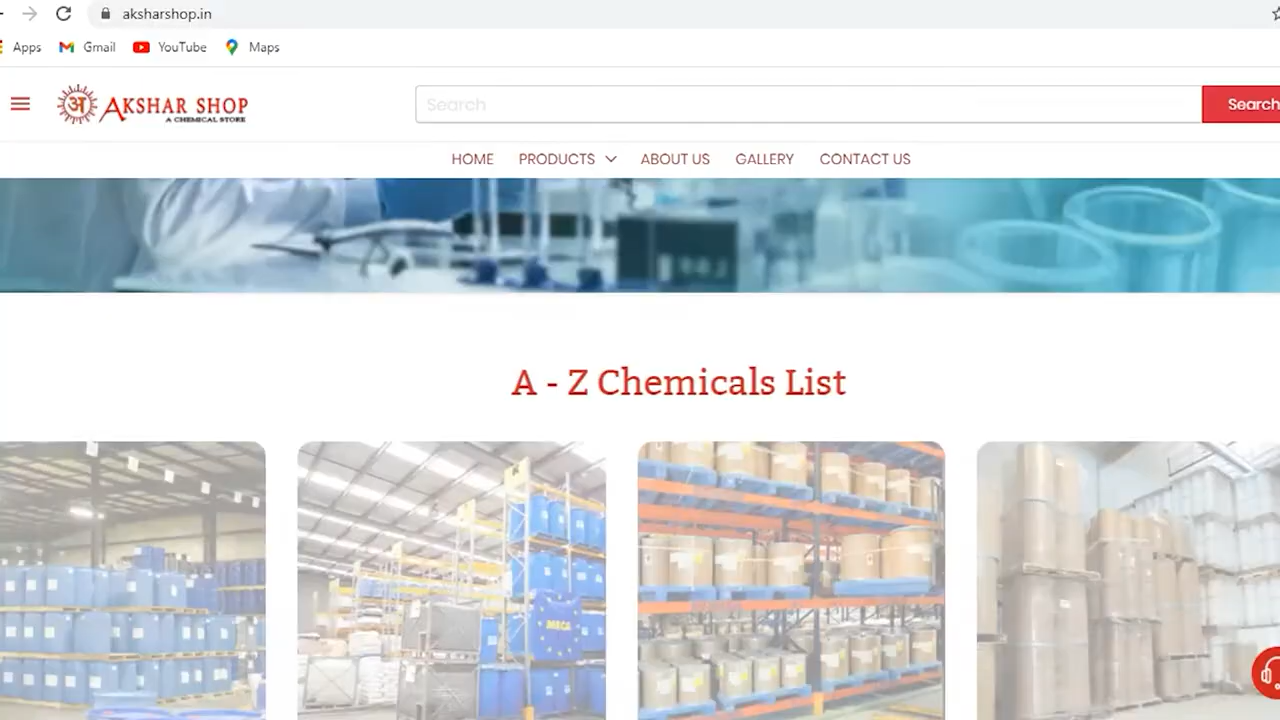 aksharshop.in
Apps Gmail YouTube Maps
अ AKSHAR SHOP
A CHEMICAL STORE
Search Search
HOME PRODUCTS ABOUT US GALLERY CONTACT US
A - Z Chemicals List